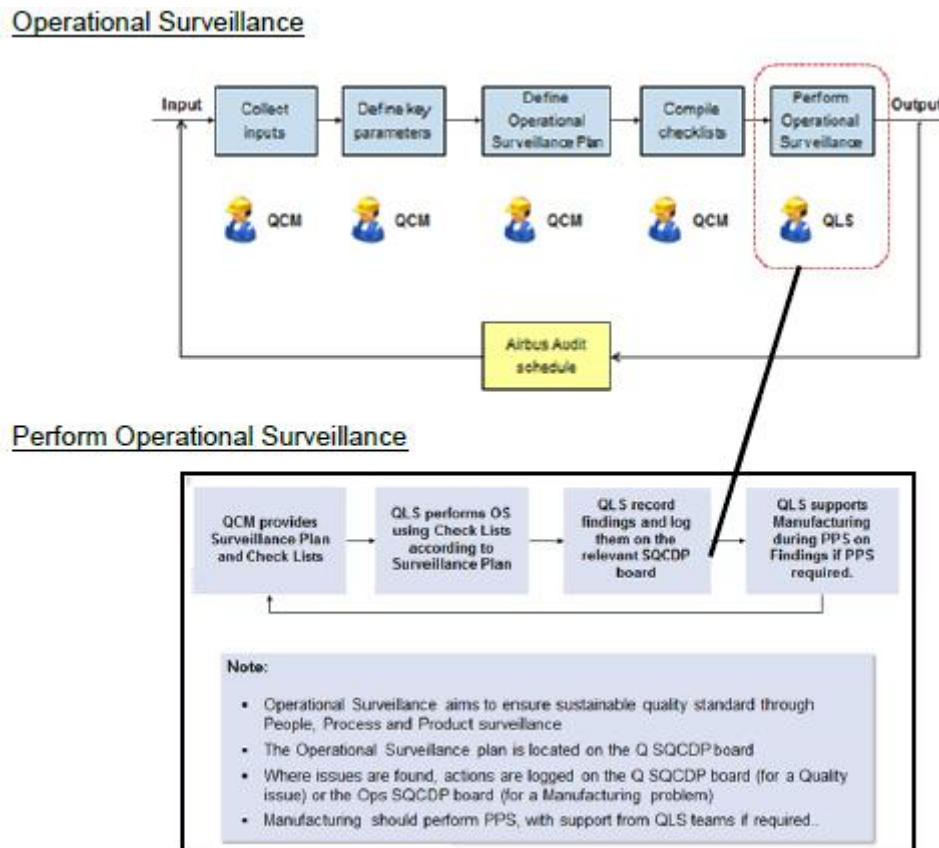 Operational Surveillance
Input
Collect
inputs
Define key
parameters
Define
Operational
Surveillance Plan
Compile
checklists
Perform
Operational
Surveillance
Output
QCM
QCM
QCM
QCM
QLS
Airbus Audit
schedule
Perform Operational Surveillance
QCM provides
Surveillance Plan
and Check Lists
QLS performs OS
using Check Lists
according to
Surveillance Plan
QLS record
findings and log
them on the
relevant SQCDP
board
QLS supports
Manufacturing
during PPS on
Findings if PPS
required.
Note:
• Operational Surveillance aims to ensure sustainable quality standard through
People, Process and Product surveillance
• The Operational Surveillance plan is located on the Q SQCDP board
• Where issues are found, actions are logged on the Q SQCDP board (for a Quality
issue) or the Ops SQCDP board (for a Manufacturing problem)
• Manufacturing should perform PPS, with support from QLS teams if required..